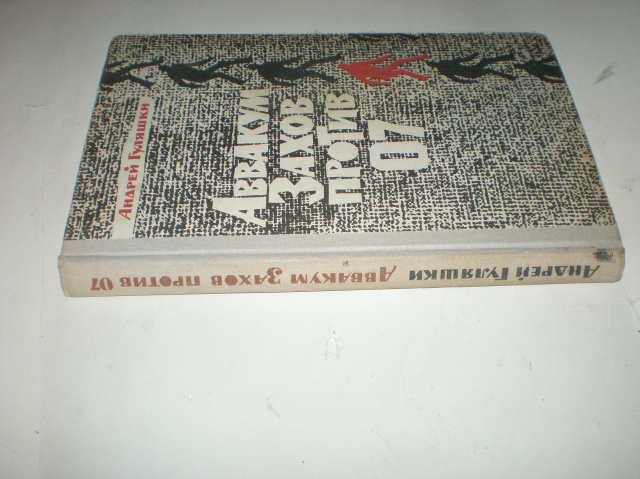 Андрей Гуляшки
Аввакум
Захов
против
07
Андрей Гуляшки Аввакум Захов против 07